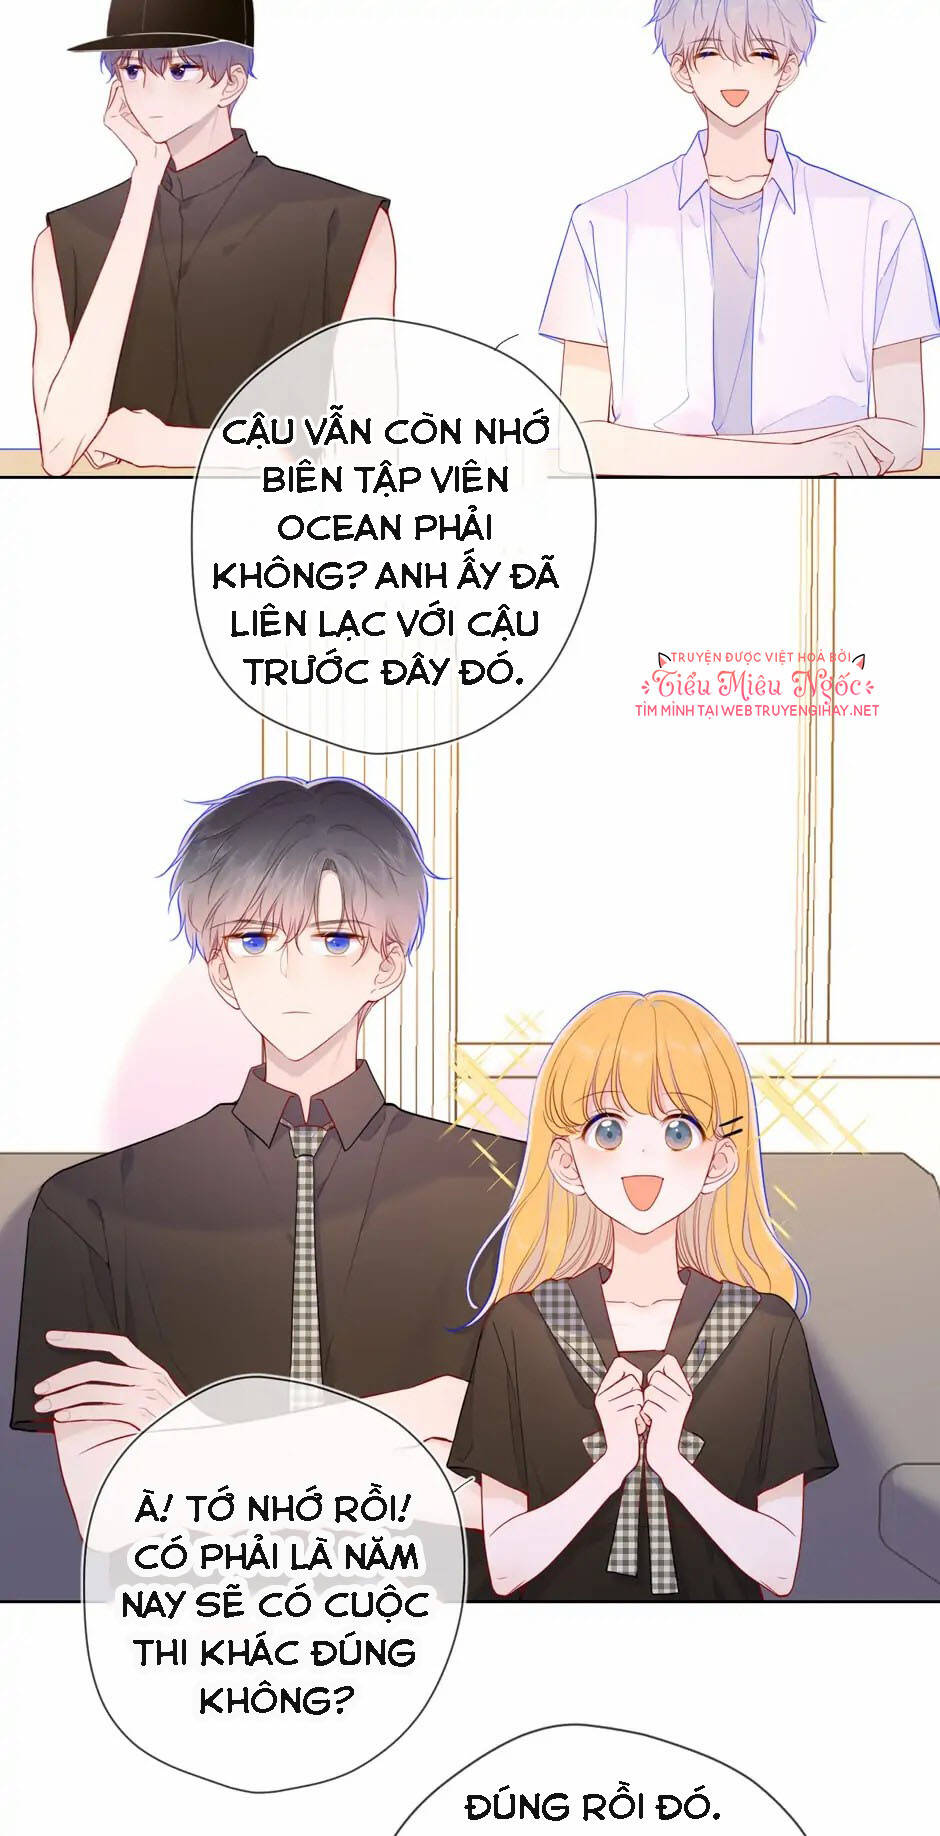 CẬU VẪN CÒN NHỚ
BIÊN TẬP VIÊN
OCEAN PHẢI
KHÔNG? ANH ẤY ĐÃ
LIÊN LẠC VỚI CẬU
TRƯỚC ĐÂY ĐÓ.
TRUYỆN ĐƯỢC VIỆT HOÁ BỞI
Tiểu Miêu Ngốc
TÌM MÌNH TẠI WEBTRUYENGIHAY.NET
À! TỚ NHỚ RỒI!
CÓ PHẢI LÀ NĂM
NAY SẼ CÓ CUỘC
THI KHÁC ĐÚNG
KHÔNG?
ĐÚNG RỒI ĐÓ.